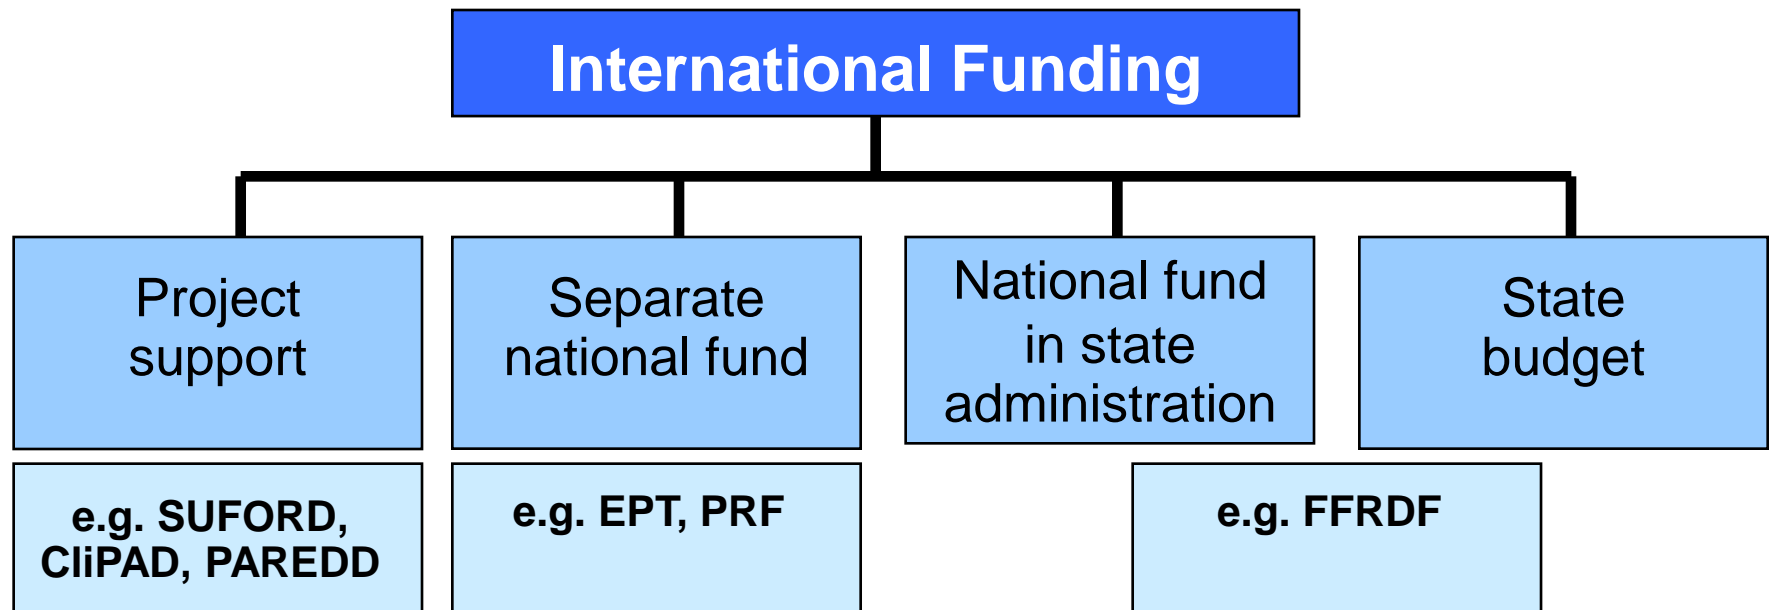 International Funding
Project
support
Separate
national fund
National fund
in state
administration
State
budget
e.g. SUFORD,
CliPAD, PAREDD
e.g. EPT, PRF
e.g. FFRDF